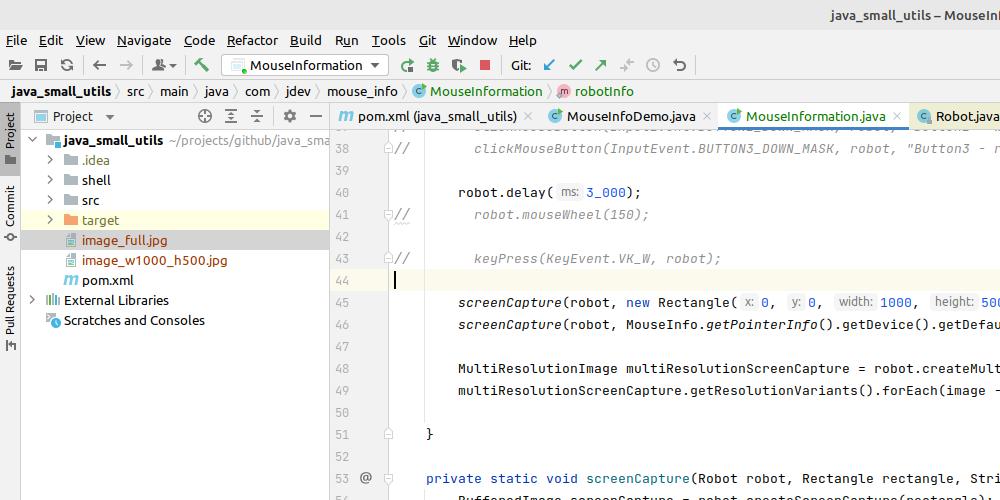 java_small_utils – MouseInf
File Edit View Navigate Code Refactor Build Run Tools Git Window Help
MouseInformation Git:
java_small_utils src main java com jdev mouse_info MouseInformation robotInfo
Project
pom.xml (java_small_utils) MouseInfoDemo.java MouseInformation.java Robot.java
java_small_utils ~/projects/github/java_sma
.idea
shell
src
target
image_full.jpg
image_w1000_h500.jpg
pom.xml
External Libraries
Scratches and Consoles
Project
Commit
Pull Requests
38 // clickMouseButton(InputEvent.BUTTON3_DOWN_MASK, robot, "Button3 - r
39
40 robot.delay( ms: 3_000);
41 // robot.mouseWheel(150);
42
43 // keyPress(KeyEvent.VK_W, robot);
44
45 screenCapture(robot, new Rectangle( x: 0, y: 0, width: 1000, height: 500
46 screenCapture(robot, MouseInfo.getPointerInfo().getDevice().getDefau
47
48 MultiResolutionImage multiResolutionScreenCapture = robot.createMult
49 multiResolutionScreenCapture.getResolutionVariants().forEach(image -
50
51 }
52
53 @ private static void screenCapture(Robot robot, Rectangle rectangle, Stri